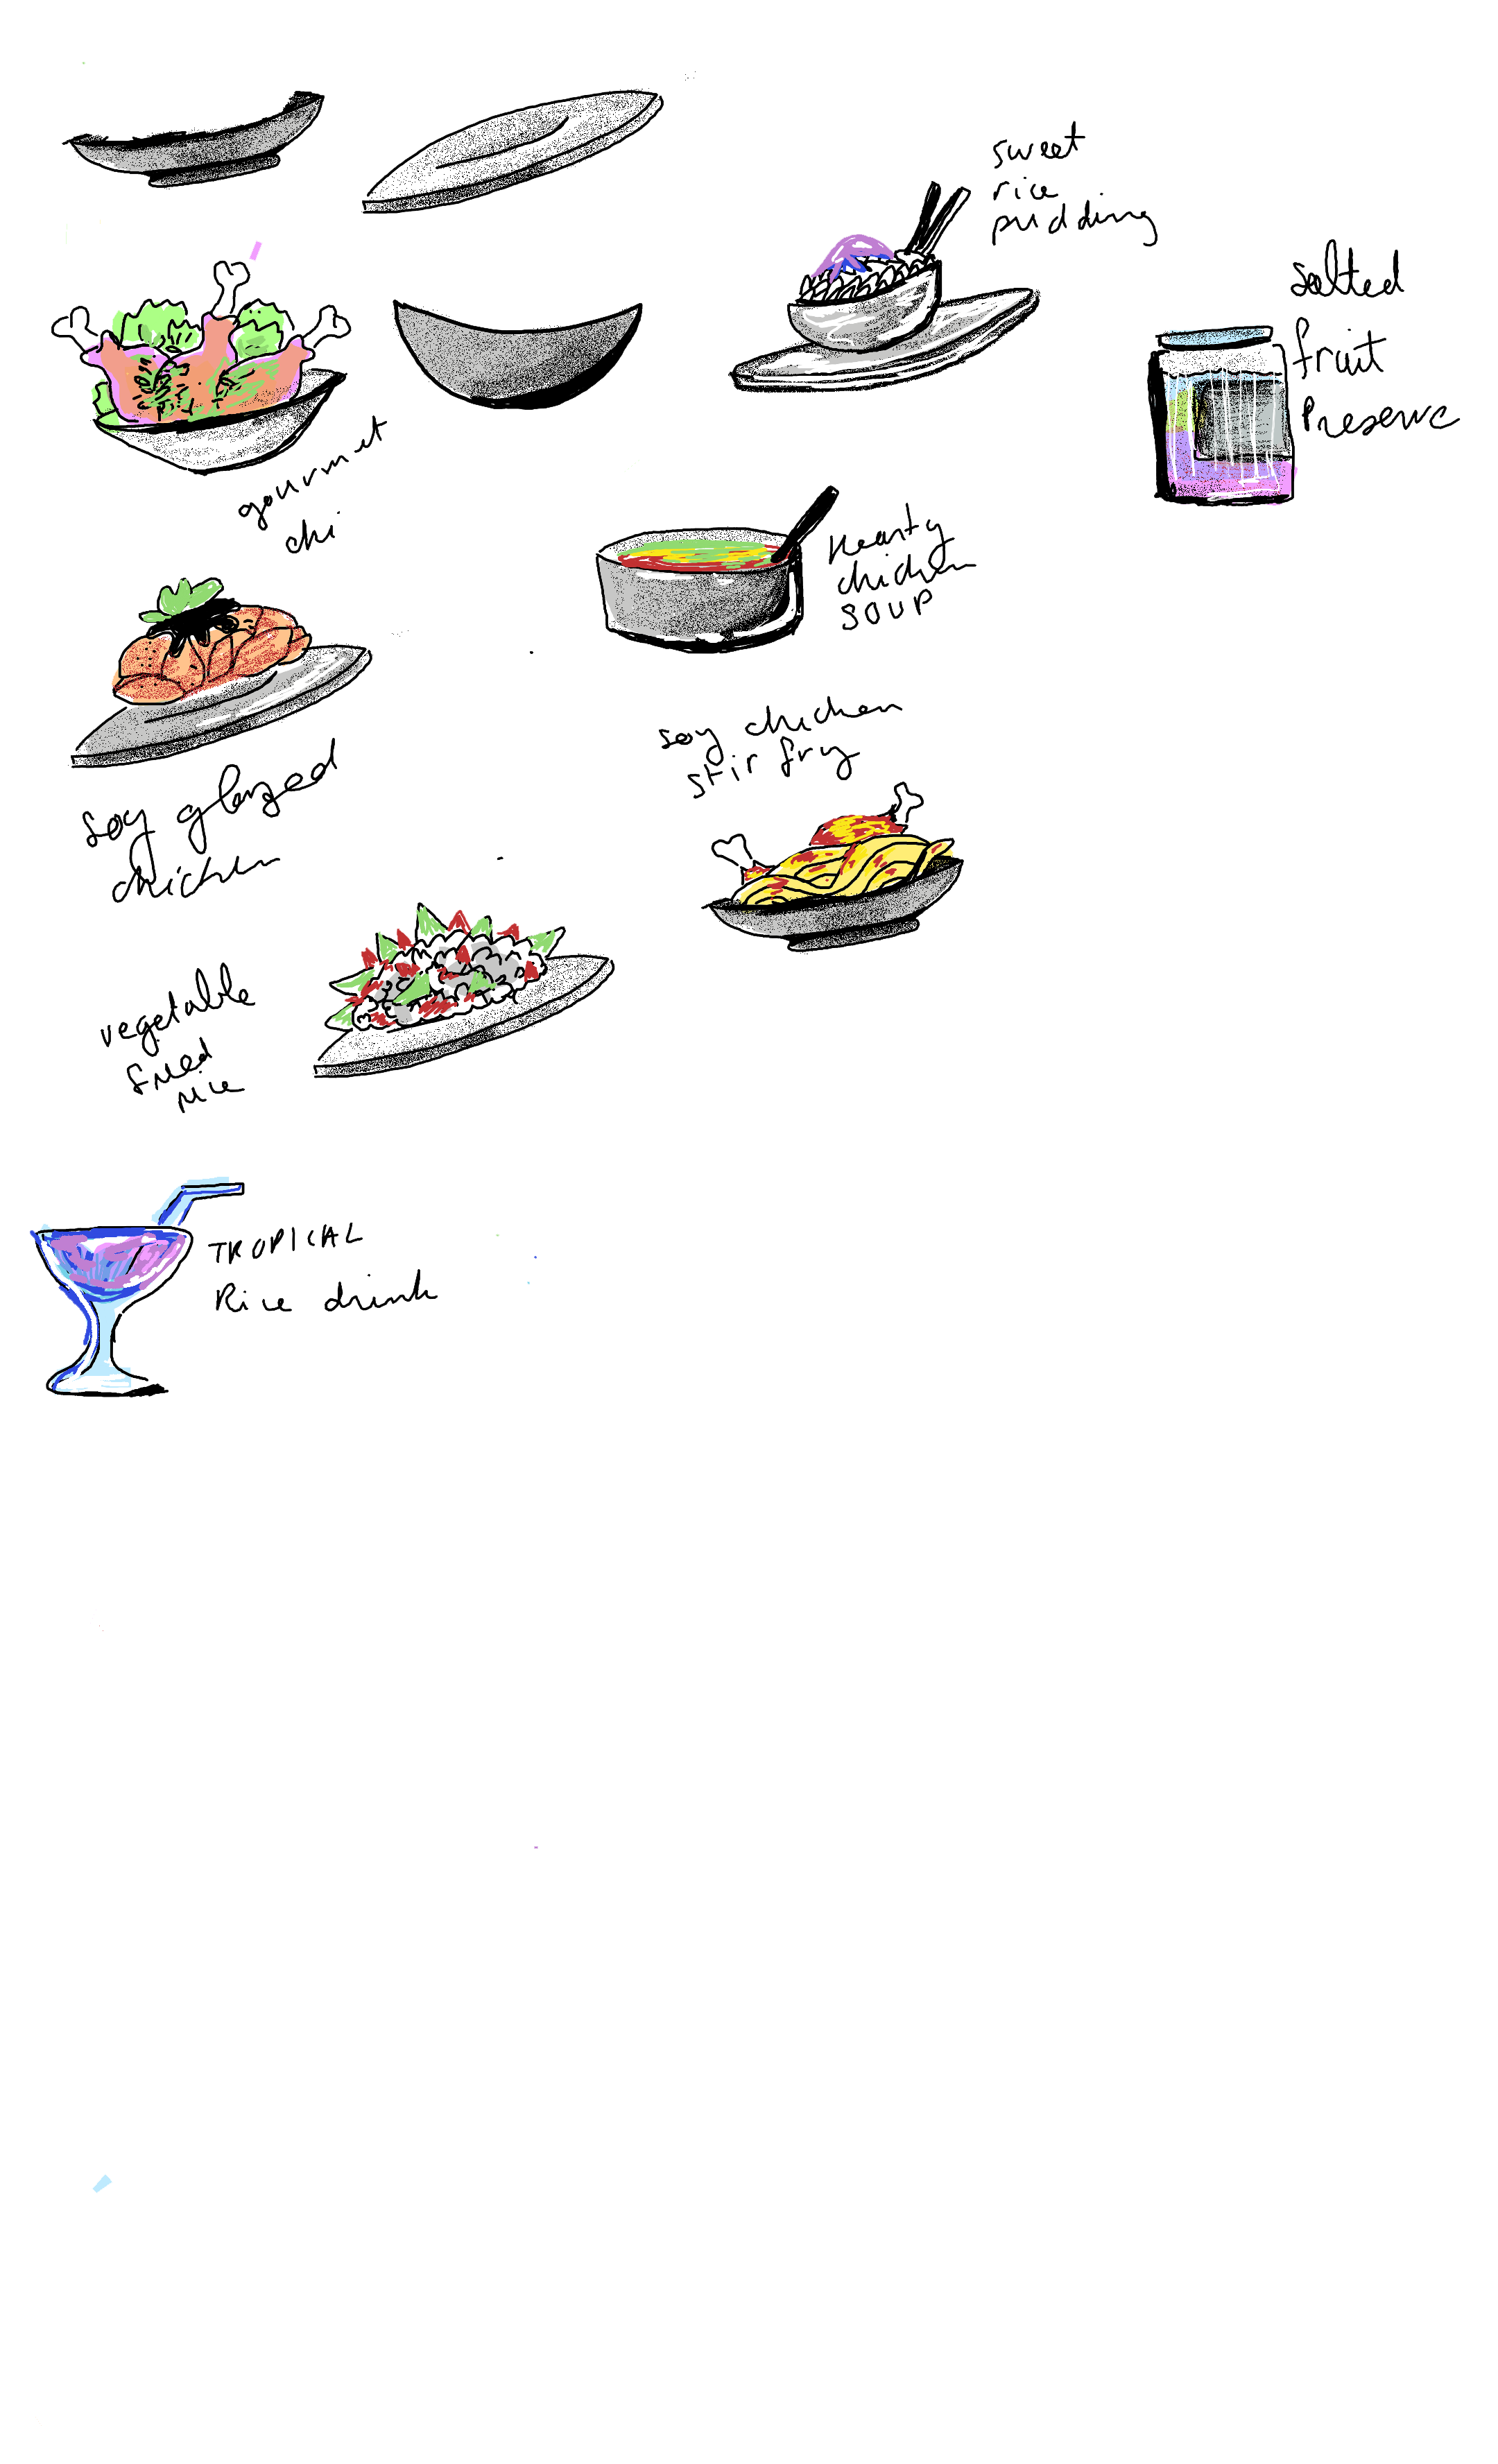 sweet
rice
pudding
salted
fruit
Preserve
gourmet
chi
Hearty
chicken
SOUP
soy chicken
stir fry
soy glazed
chicken
vegetable
fried
rice
TROPICAL
Rice drink